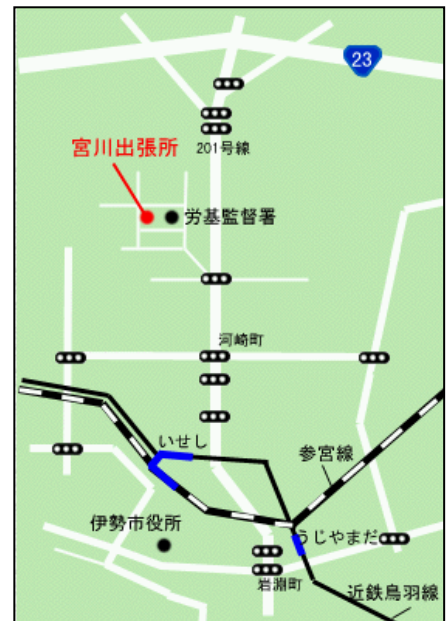 23
201号線
宮川出張所
労基監督署
河崎町
いせし
参宮線
伊勢市役所
うじやまだ
岩淵町
近鉄鳥羽線